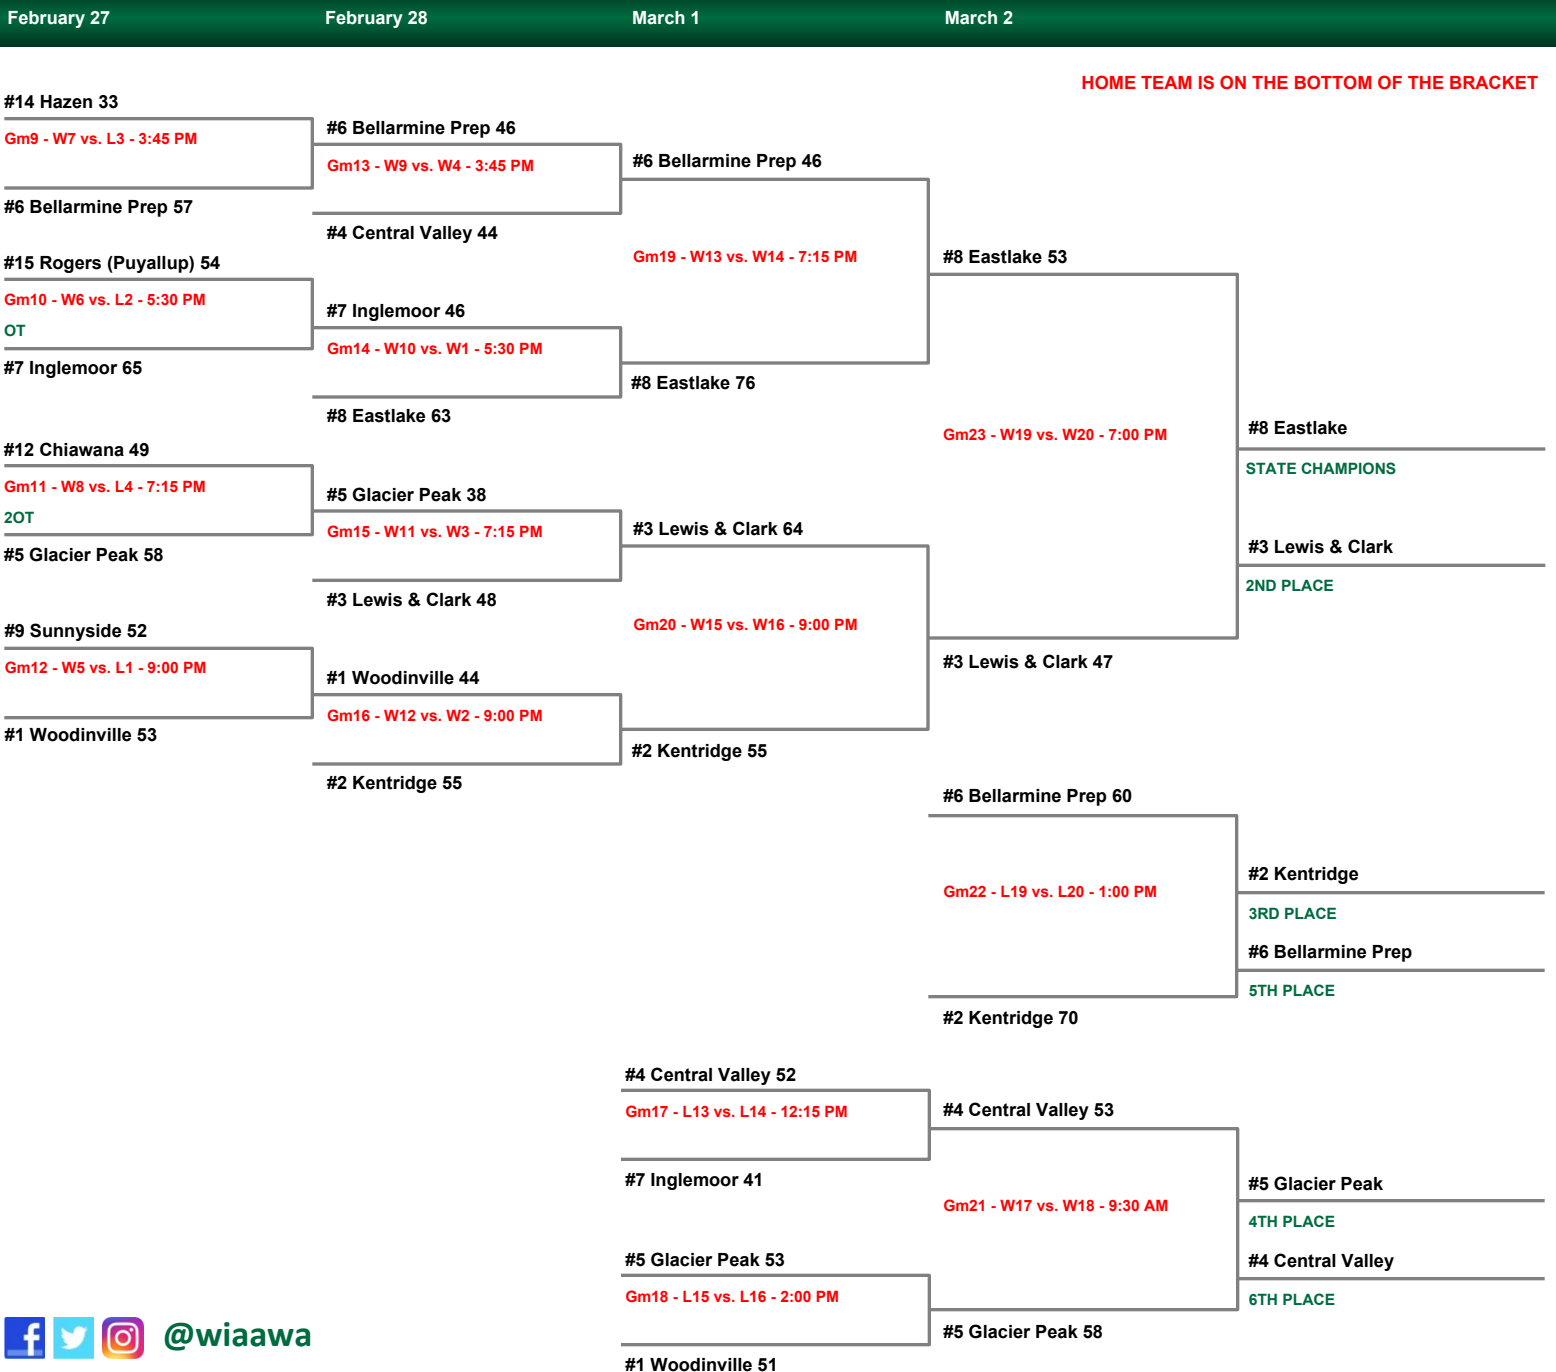 February 27
February 28
March 1
March 2
HOME TEAM IS ON THE BOTTOM OF THE BRACKET
#14 Hazen 33
Gm9 - W7 vs. L3 - 3:45 PM
#6 Bellarmine Prep 57
#15 Rogers (Puyallup) 54
Gm10 - W6 vs. L2 - 5:30 PM
OT
#7 Inglemoor 65
#12 Chiawana 49
Gm11 - W8 vs. L4 - 7:15 PM
2OT
#5 Glacier Peak 58
#9 Sunnyside 52
Gm12 - W5 vs. L1 - 9:00 PM
#1 Woodinville 53
#6 Bellarmine Prep 46
Gm13 - W9 vs. W4 - 3:45 PM
#4 Central Valley 44
#7 Inglemoor 46
Gm14 - W10 vs. W1 - 5:30 PM
#8 Eastlake 63
#5 Glacier Peak 38
Gm15 - W11 vs. W3 - 7:15 PM
#3 Lewis & Clark 48
#1 Woodinville 44
Gm16 - W12 vs. W2 - 9:00 PM
#2 Kentridge 55
#6 Bellarmine Prep 46
Gm19 - W13 vs. W14 - 7:15 PM
#8 Eastlake 76
#3 Lewis & Clark 64
Gm20 - W15 vs. W16 - 9:00 PM
#2 Kentridge 55
#8 Eastlake 53
Gm23 - W19 vs. W20 - 7:00 PM
#3 Lewis & Clark 47
#8 Eastlake
STATE CHAMPIONS
#3 Lewis & Clark
2ND PLACE
#6 Bellarmine Prep 60
Gm22 - L19 vs. L20 - 1:00 PM
#2 Kentridge 70
#2 Kentridge
3RD PLACE
#6 Bellarmine Prep
5TH PLACE
#4 Central Valley 52
Gm17 - L13 vs. L14 - 12:15 PM
#7 Inglemoor 41
#5 Glacier Peak 53
Gm18 - L15 vs. L16 - 2:00 PM
#1 Woodinville 51
#4 Central Valley 53
Gm21 - W17 vs. W18 - 9:30 AM
#5 Glacier Peak 58
#5 Glacier Peak
4TH PLACE
#4 Central Valley
6TH PLACE
@wiaawa